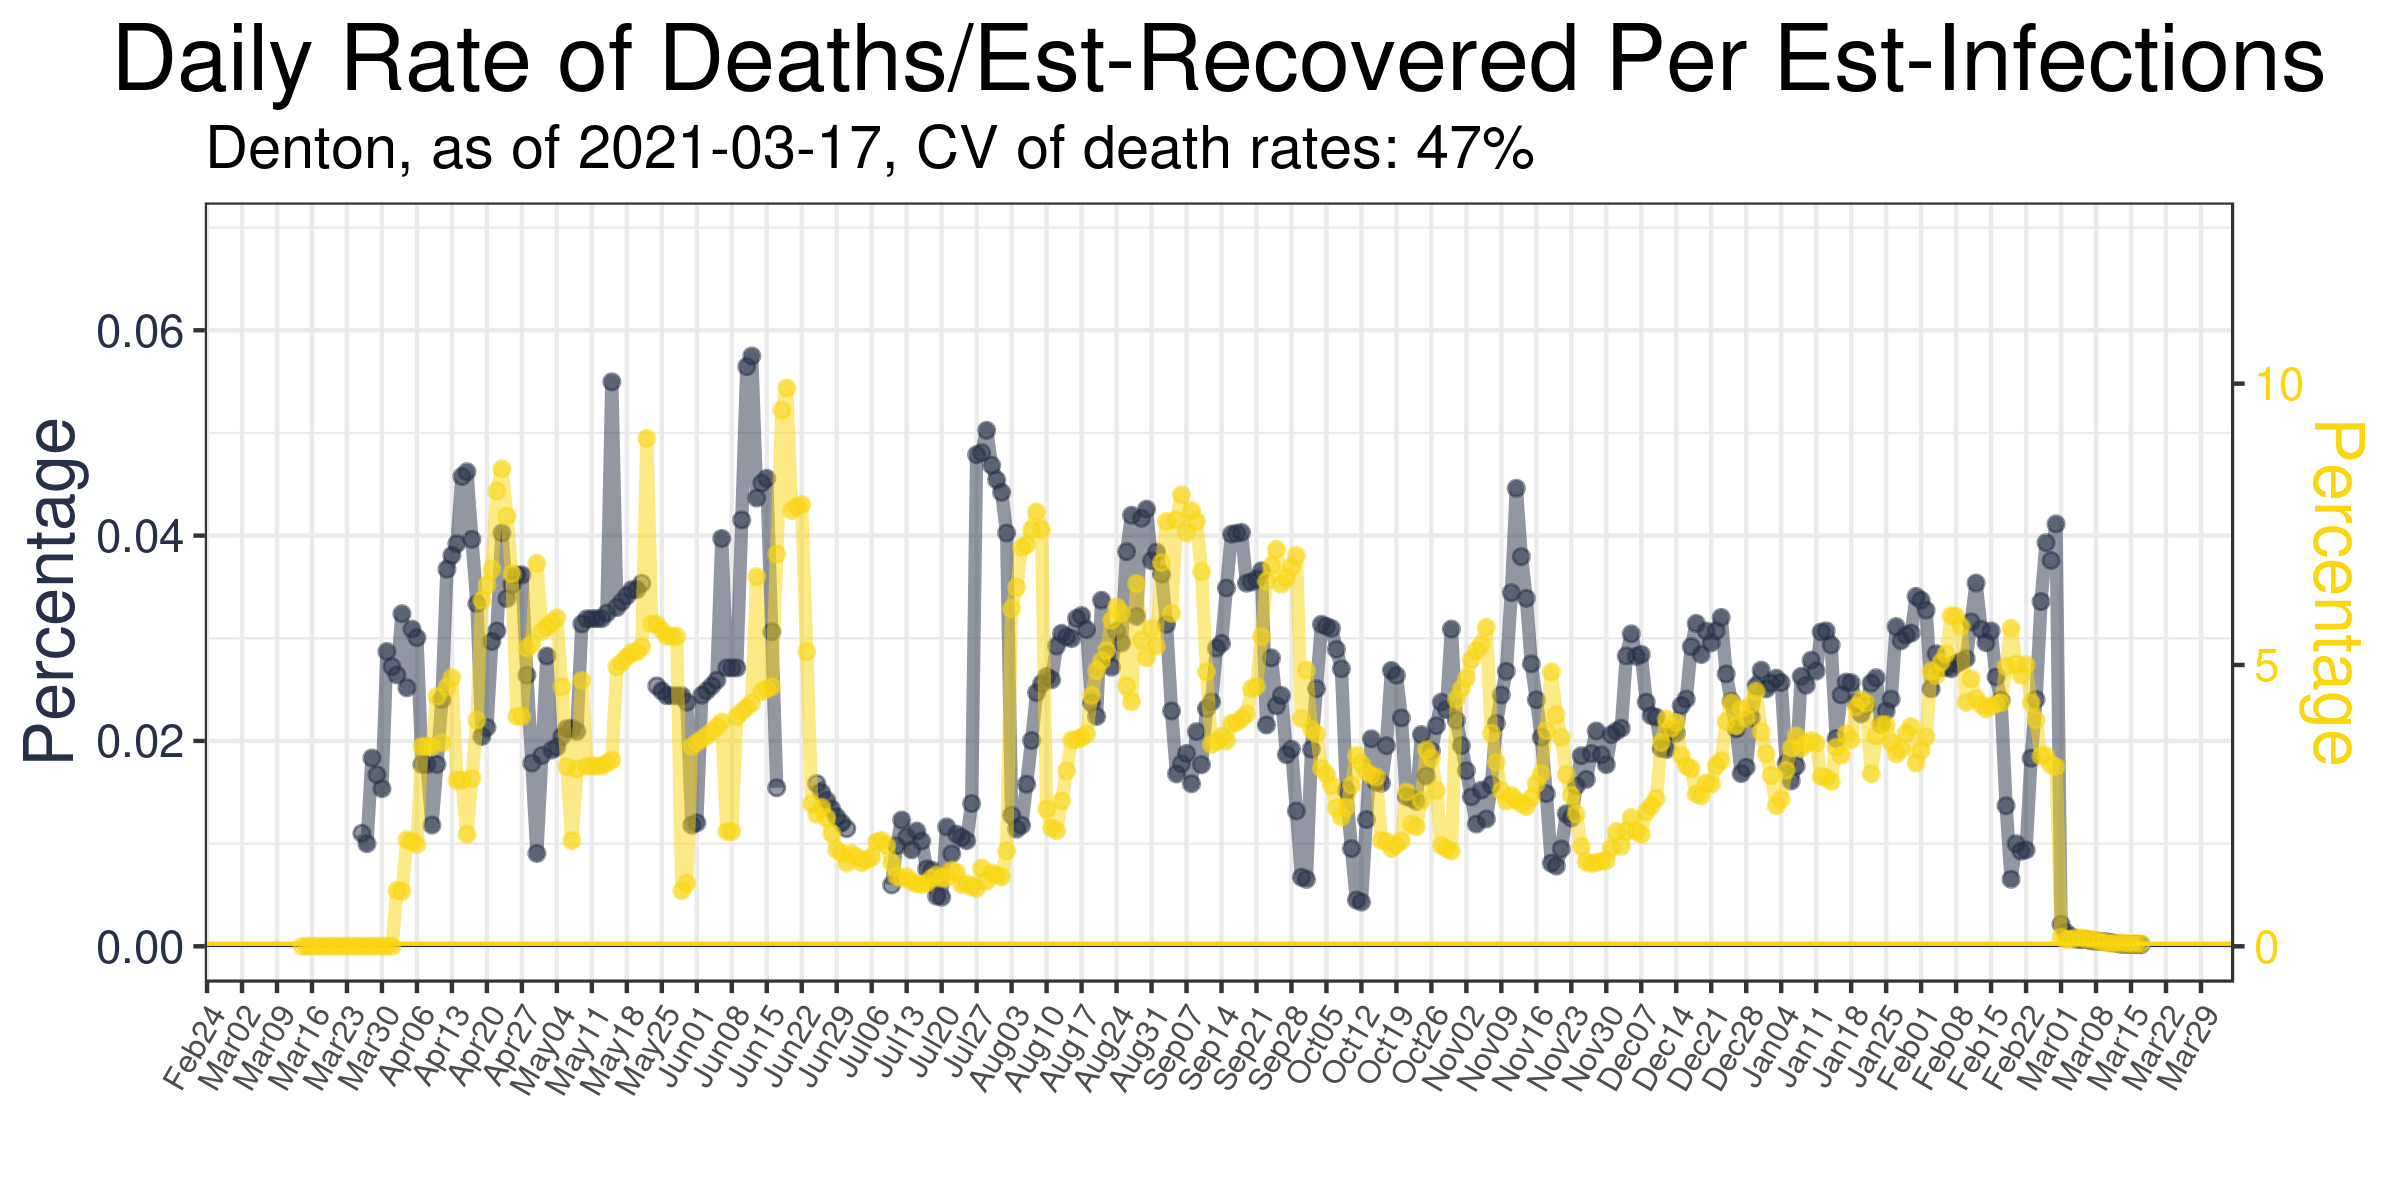 Daily Rate of Deaths/Est-Recovered Per Est-Infections
Denton, as of 2021-03-17, CV of death rates: 47%
Percentage
0.06
0.04
0.02
0.00
10
5
0
Percentage
Feb24
Mar02
Mar09
Mar16
Mar23
Mar30
Apr06
Apr13
Apr20
Apr27
May04
May11
May18
May25
Jun01
Jun08
Jun15
Jun22
Jun29
Jul06
Jul13
Jul20
Jul27
Aug03
Aug10
Aug17
Aug24
Aug31
Sep07
Sep14
Sep21
Sep28
Oct05
Oct12
Oct19
Oct26
Nov02
Nov09
Nov16
Nov23
Nov30
Dec07
Dec14
Dec21
Dec28
Jan04
Jan11
Jan18
Jan25
Feb01
Feb08
Feb15
Feb22
Mar01
Mar08
Mar15
Mar22
Mar29